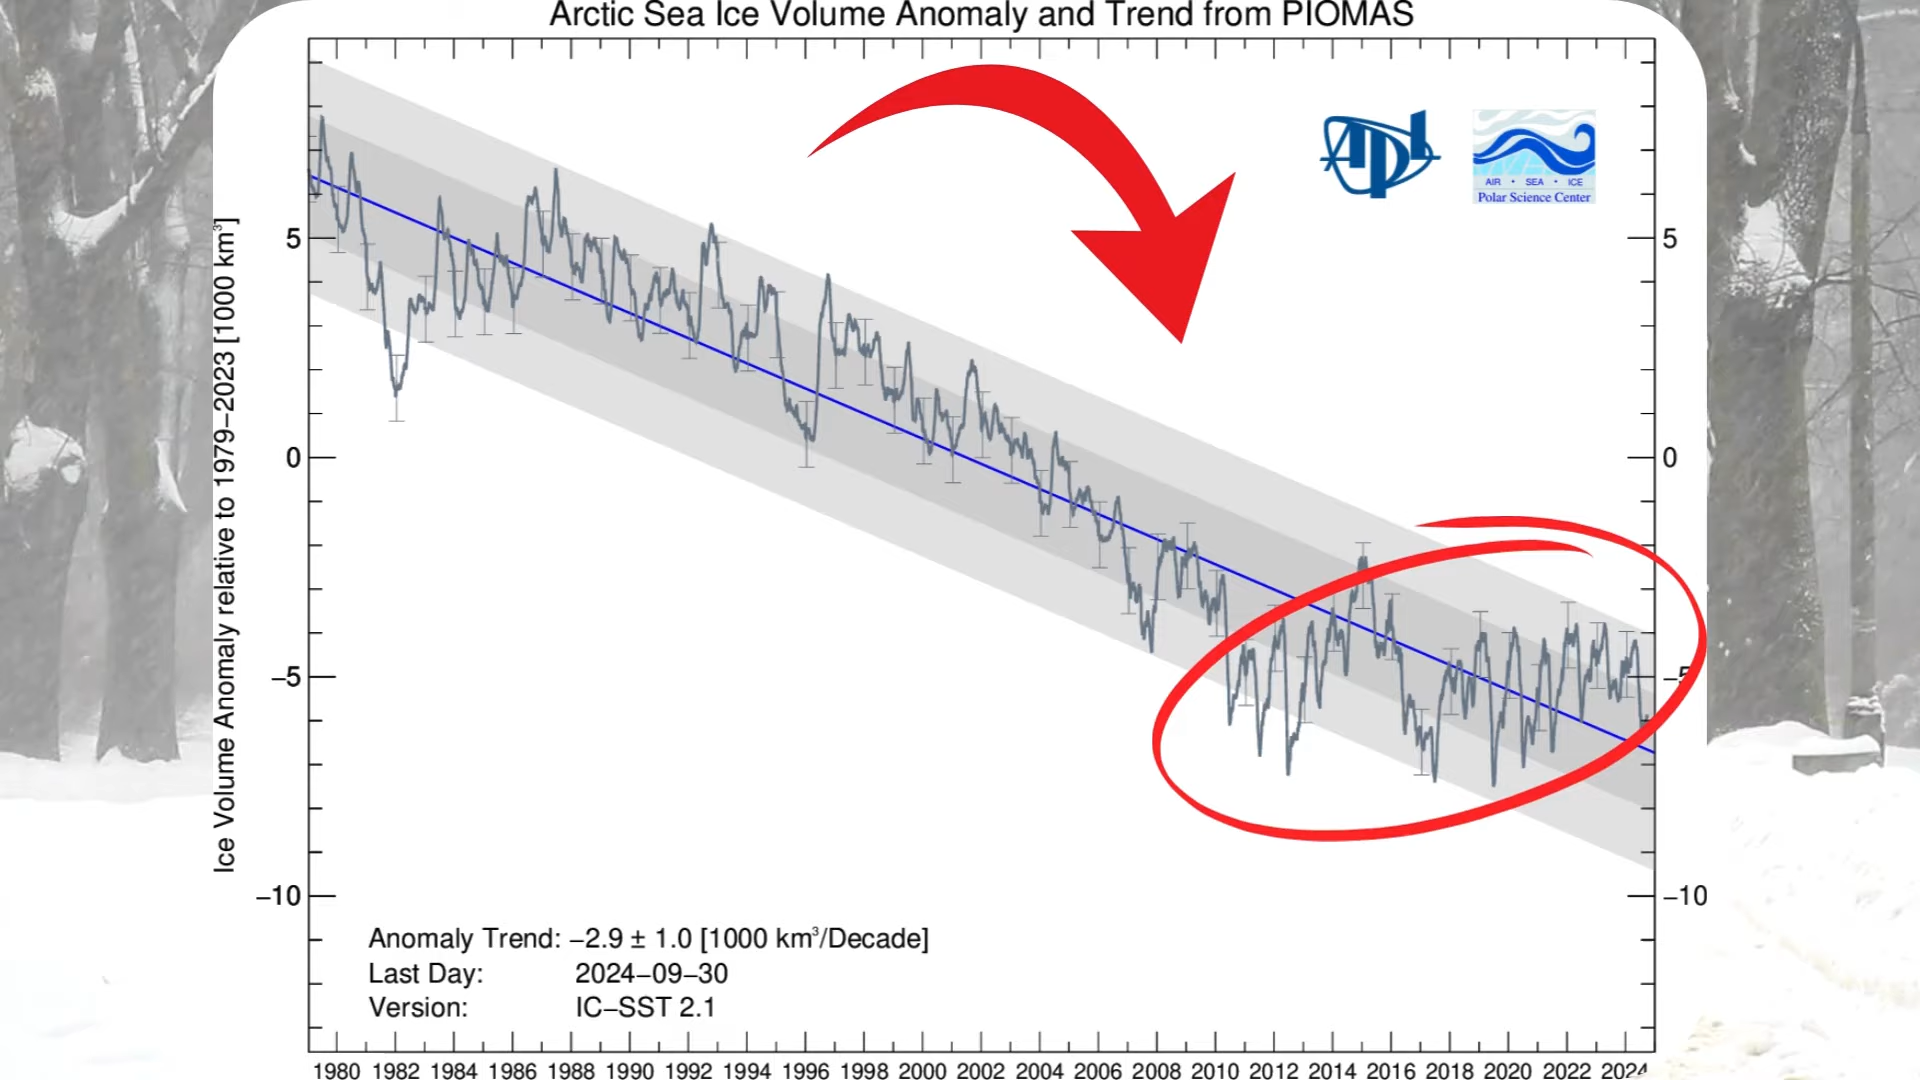 Arctic Sea Ice Volume Anomaly and Trend from PIOMAS
APL
AIR • SEA • ICE
Polar Science Center
Ice Volume Anomaly relative to 1979–2023 [1000 km³]
5
0
−5
−10
5
0
−5
−10
Anomaly Trend: −2.9 ± 1.0 [1000 km³/Decade]
Last Day: 2024−09−30
Version: IC−SST 2.1
1980 1982 1984 1986 1988 1990 1992 1994 1996 1998 2000 2002 2004 2006 2008 2010 2012 2014 2016 2018 2020 2022 2024